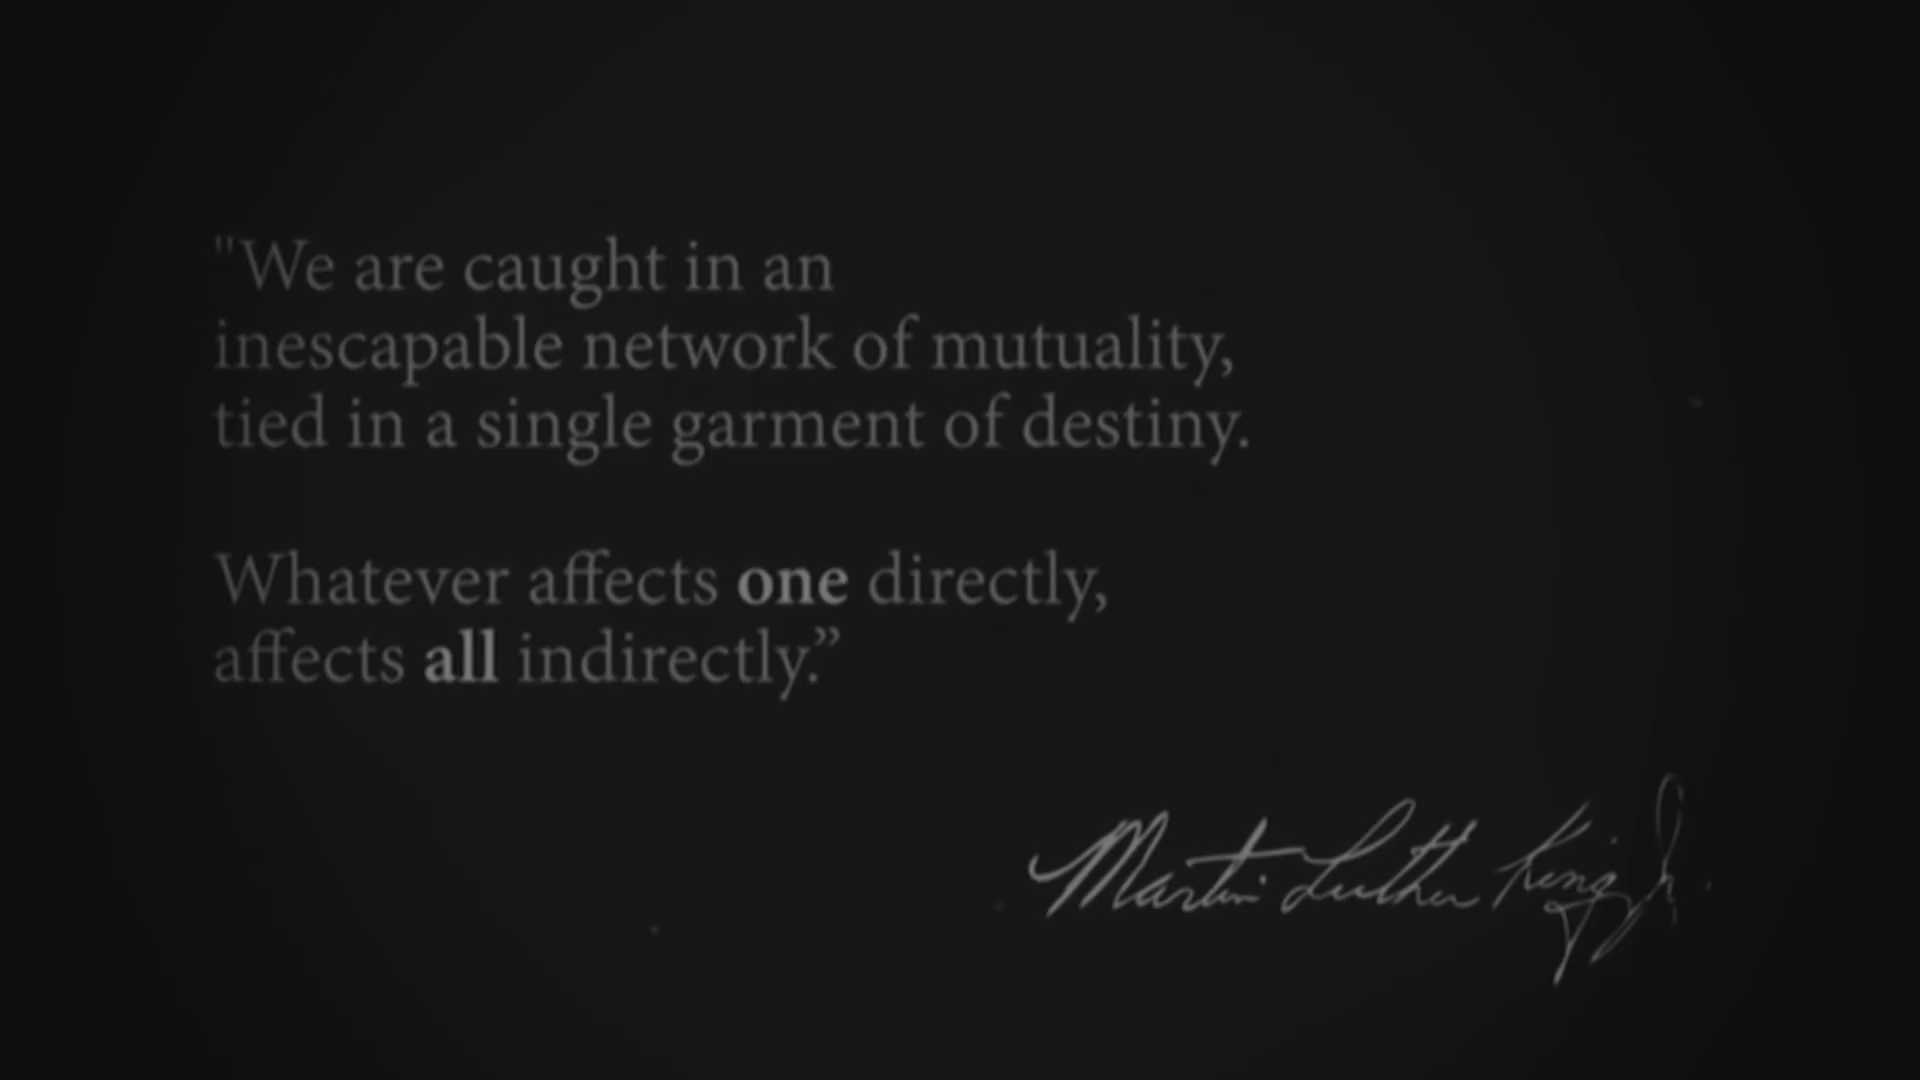 "We are caught in an
inescapable network of mutuality,
tied in a single garment of destiny.
Whatever affects one directly,
affects all indirectly.”
Martin Luther King Jr.